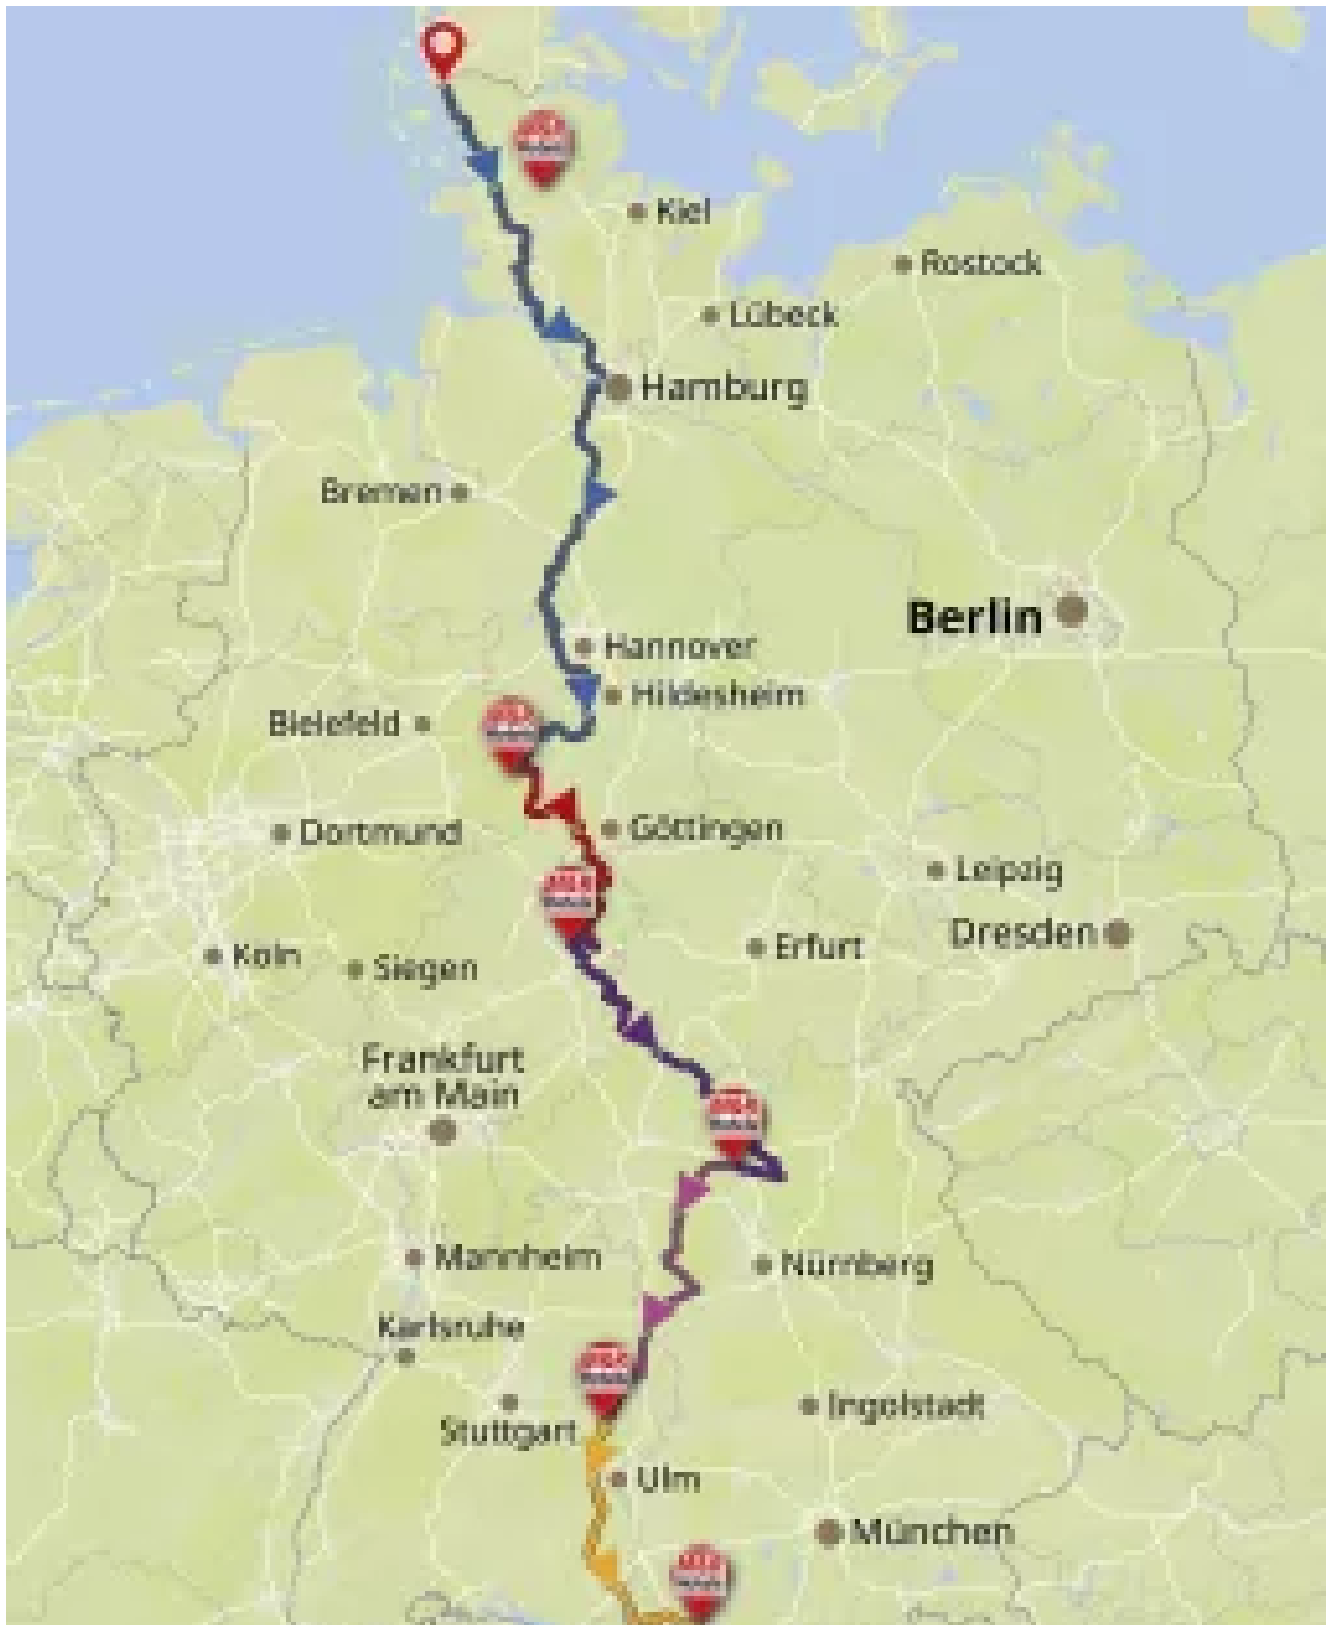 Kiel
Rostock
Lübeck
Hamburg
Bremen
Berlin
Hannover
Hildesheim
Bielefeld
Dortmund
Göttingen
Leipzig
Dresden
Erfurt
Köln
Siegen
Frankfurt
am Main
Mannheim
Nürnberg
Karlsruhe
Ingolstadt
Stuttgart
Ulm
München